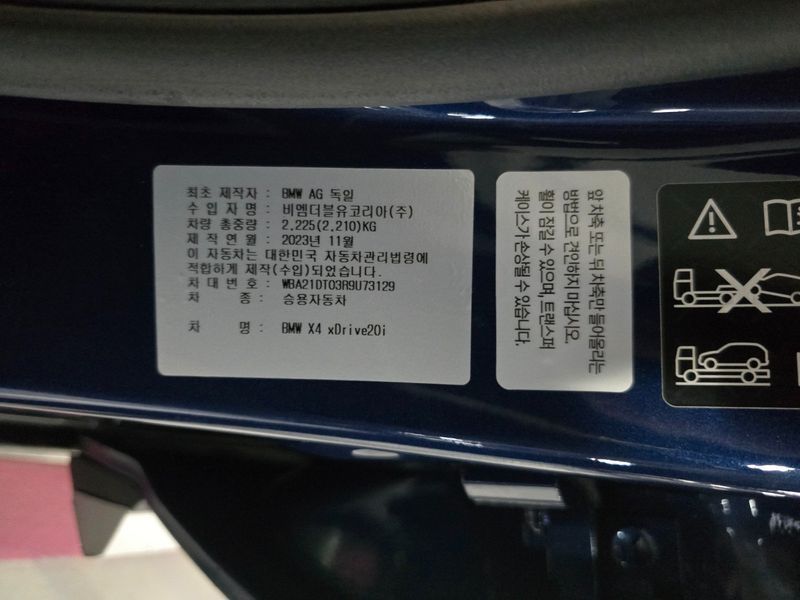 최초 제작자 : BMW AG 독일
수 입 자 명 : 비엠더블유코리아(주)
차량 총중량 : 2,225(2,210)KG
제 작 연 월 : 2023년 11월
이 자동차는 대한민국 자동차관리법령에
적합하게 제작(수입)되었습니다.
차 대 번 호 : WBA21DT03R9U73129
차 종 : 승용자동차
차 명 : BMW X4 xDrive20i
앞 차축 또는 뒤 차축만 들어올리는
방법으로 견인하지 마십시오.
휠이 잠길 수 있으며, 트랜스퍼
케이스가 손상될 수 있습니다.